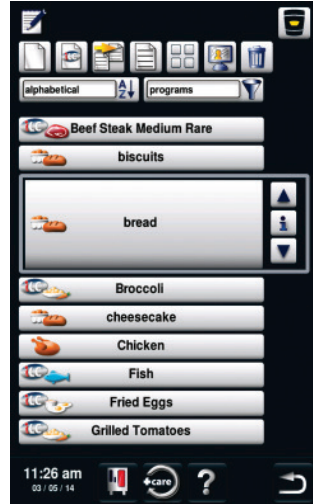 alphabetical
A
Z
programs
Beef Steak Medium Rare
biscuits
bread
i
Broccoli
cheesecake
Chicken
Fish
Fried Eggs
Grilled Tomatoes
11:26 am
03 / 05 / 14
+care
?